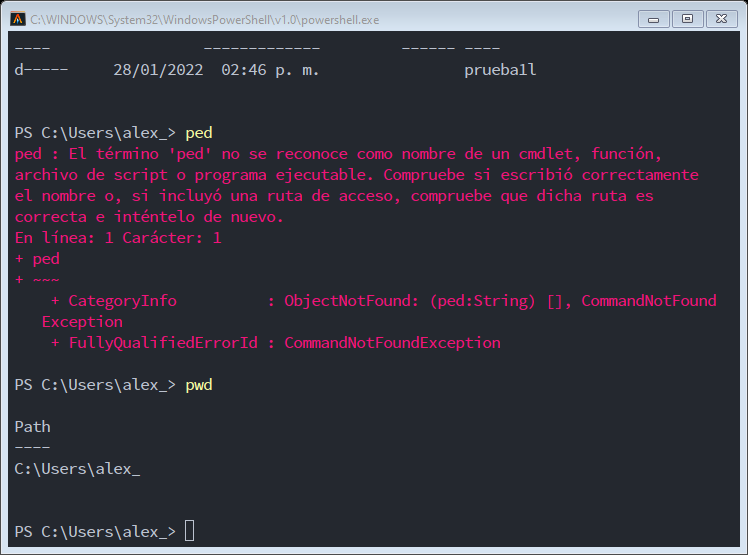 C:\WINDOWS\System32\WindowsPowerShell\v1.0\powershell.exe
---- ------------- ------ ----
d----- 28/01/2022 02:46 p. m. prueba1l
PS C:\Users\alex_> ped
ped : El término 'ped' no se reconoce como nombre de un cmdlet, función,
archivo de script o programa ejecutable. Compruebe si escribió correctamente
el nombre o, si incluyó una ruta de acceso, compruebe que dicha ruta es
correcta e inténtelo de nuevo.
En línea: 1 Carácter: 1
+ ped
+ ~~~
    + CategoryInfo          : ObjectNotFound: (ped:String) [], CommandNotFound
   Exception
    + FullyQualifiedErrorId : CommandNotFoundException
PS C:\Users\alex_> pwd
Path
----
C:\Users\alex_
PS C:\Users\alex_>